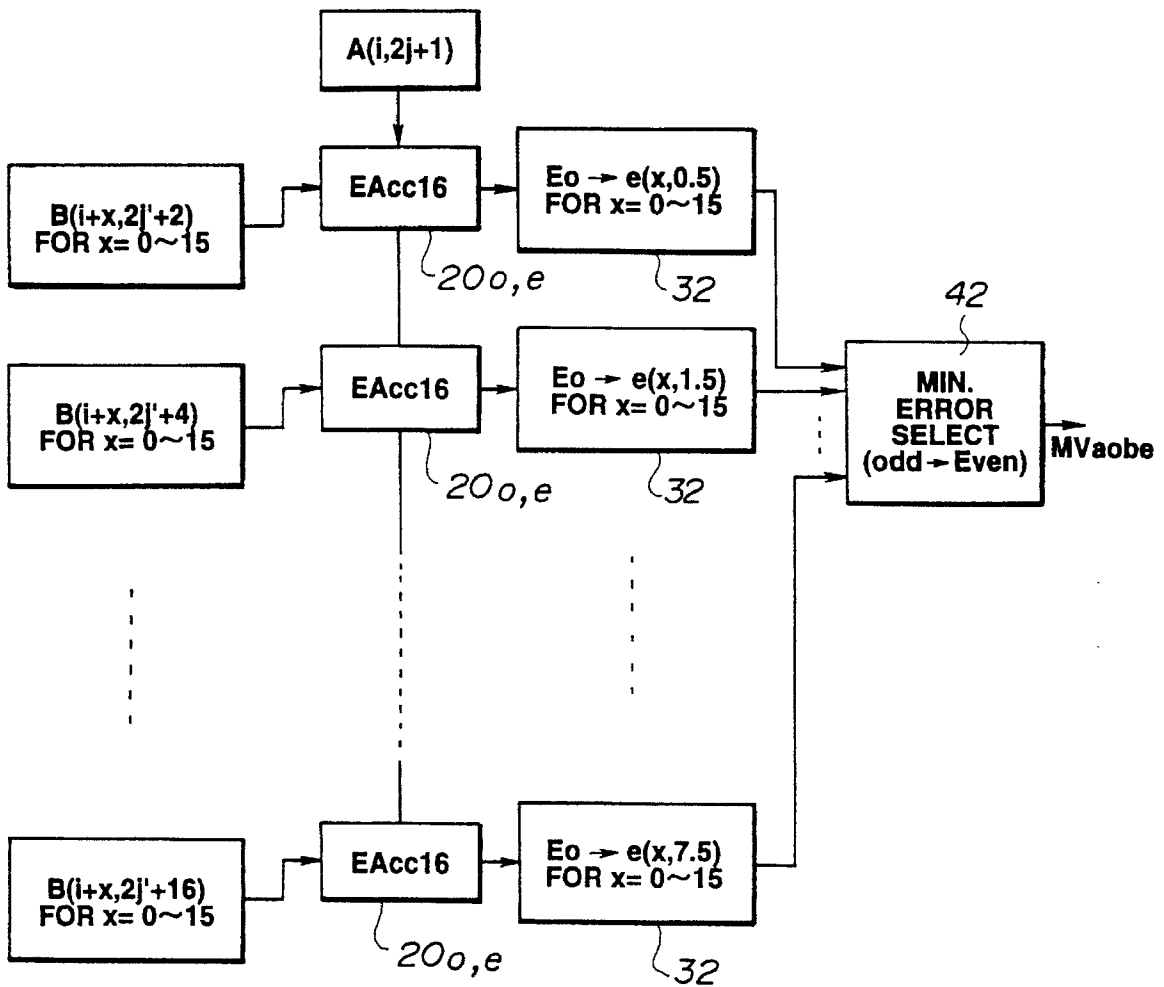 A(i,2j+1)
B(i+x,2j'+2)
FOR x= 0~15
EAcc16
Eo → e(x,0.5)
FOR x= 0~15
20o,e
32
B(i+x,2j'+4)
FOR x= 0~15
EAcc16
Eo → e(x,1.5)
FOR x= 0~15
20o,e
32
42
MIN.
ERROR
SELECT
(odd → Even)
MVaobe
B(i+x,2j'+16)
FOR x= 0~15
EAcc16
Eo → e(x,7.5)
FOR x= 0~15
20o,e
32